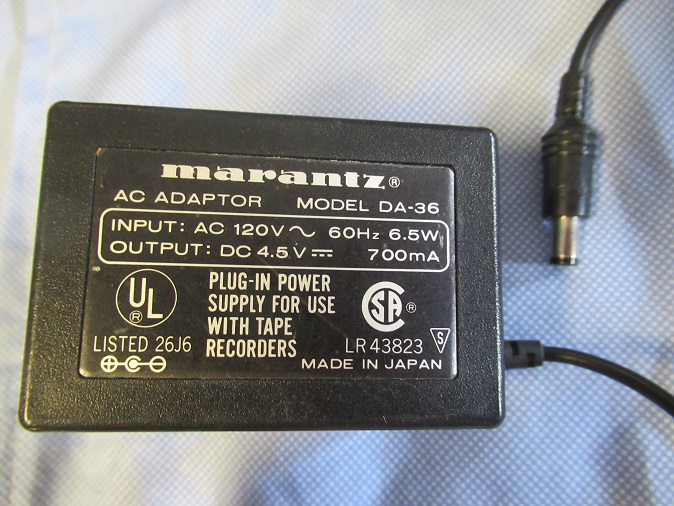 marantz®
AC ADAPTOR MODEL DA-36
INPUT: AC 120V ~ 60Hz 6.5W
OUTPUT: DC 4.5V ⎓ 700mA
UL ®
LISTED 26J6
PLUG-IN POWER
SUPPLY FOR USE
WITH TAPE
RECORDERS
SA ®
LR 43823 S
MADE IN JAPAN